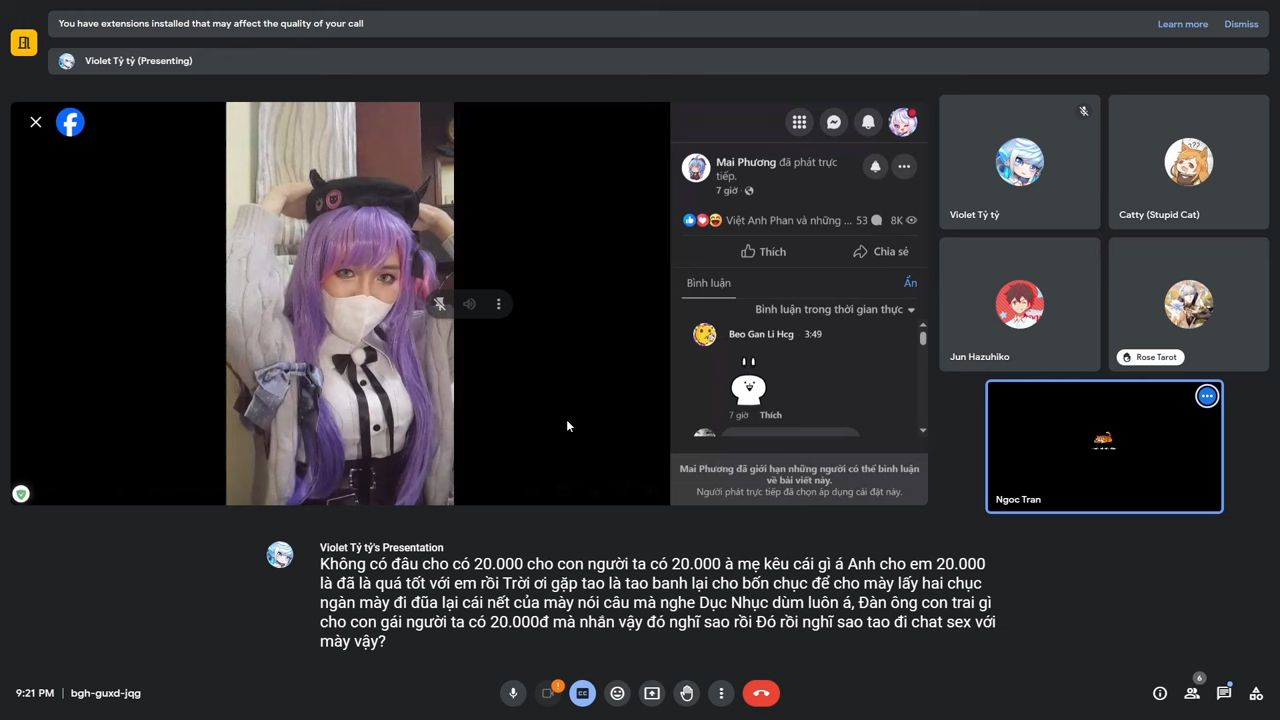 You have extensions installed that may affect the quality of your call
Learn more
Dismiss
Violet Tỷ tỷ (Presenting)
Mai Phương đã phát trực
tiếp.
7 giờ
Việt Anh Phan và những ... 53 8K
Thích
Chia sẻ
Bình luận
Ẩn
Bình luận trong thời gian thực
Beo Gan Li Hcg 3:49
7 giờ Thích
Mai Phương đã giới hạn những người có thể bình luận
về bài viết này.
Người phát trực tiếp đã chọn áp dụng cài đặt này.
Violet Tỷ tỷ
Catty (Stupid Cat)
Jun Hazuhiko
Rose Tarot
Ngoc Tran
Violet Tỷ tỷ's Presentation
Không có đâu cho có 20.000 cho con người ta có 20.000 à mẹ kêu cái gì á Anh cho em 20.000
là đã là quá tốt với em rồi Trời ơi gặp tao là tao banh lại cho bốn chục để cho mày lấy hai chục
ngàn mày đi đũa lại cái nết của mày nói câu mà nghe Dục Nhục dùm luôn á, Đàn ông con trai gì
cho con gái người ta có 20.000đ mà nhắn vậy đó nghĩ sao rồi Đó rồi nghĩ sao tao đi chat sex với
mày vậy?
9:21 PM | bgh-guxd-jqg
6